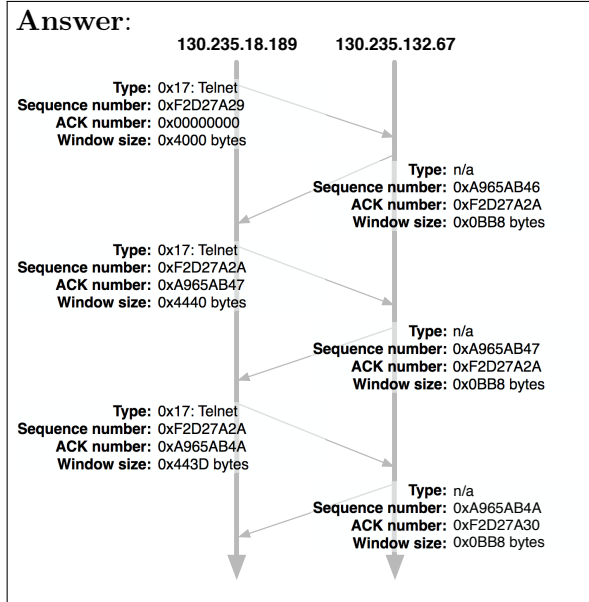 Answer:
130.235.18.189 130.235.132.67
Type: 0x17: Telnet
Sequence number: 0xF2D27A29
ACK number: 0x00000000
Window size: 0x4000 bytes
Type: n/a
Sequence number: 0xA965AB46
ACK number: 0xF2D27A2A
Window size: 0x0BB8 bytes
Type: 0x17: Telnet
Sequence number: 0xF2D27A2A
ACK number: 0xA965AB47
Window size: 0x4440 bytes
Type: n/a
Sequence number: 0xA965AB47
ACK number: 0xF2D27A2A
Window size: 0x0BB8 bytes
Type: 0x17: Telnet
Sequence number: 0xF2D27A2A
ACK number: 0xA965AB4A
Window size: 0x443D bytes
Type: n/a
Sequence number: 0xA965AB4A
ACK number: 0xF2D27A30
Window size: 0x0BB8 bytes